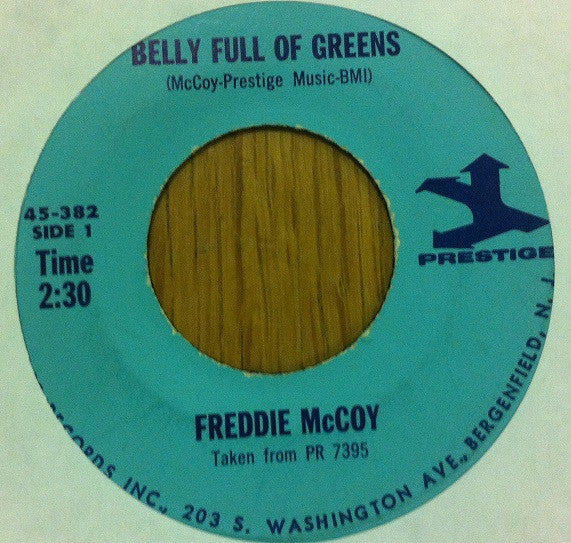 BELLY FULL OF GREENS
(McCoy-Prestige Music-BMI)
45-382
SIDE 1
Time
2:30
PRESTIGE
FREDDIE McCOY
Taken from PR 7395
RECORDS INC., 203 S. WASHINGTON AVE., BERGENFIELD, N. J.